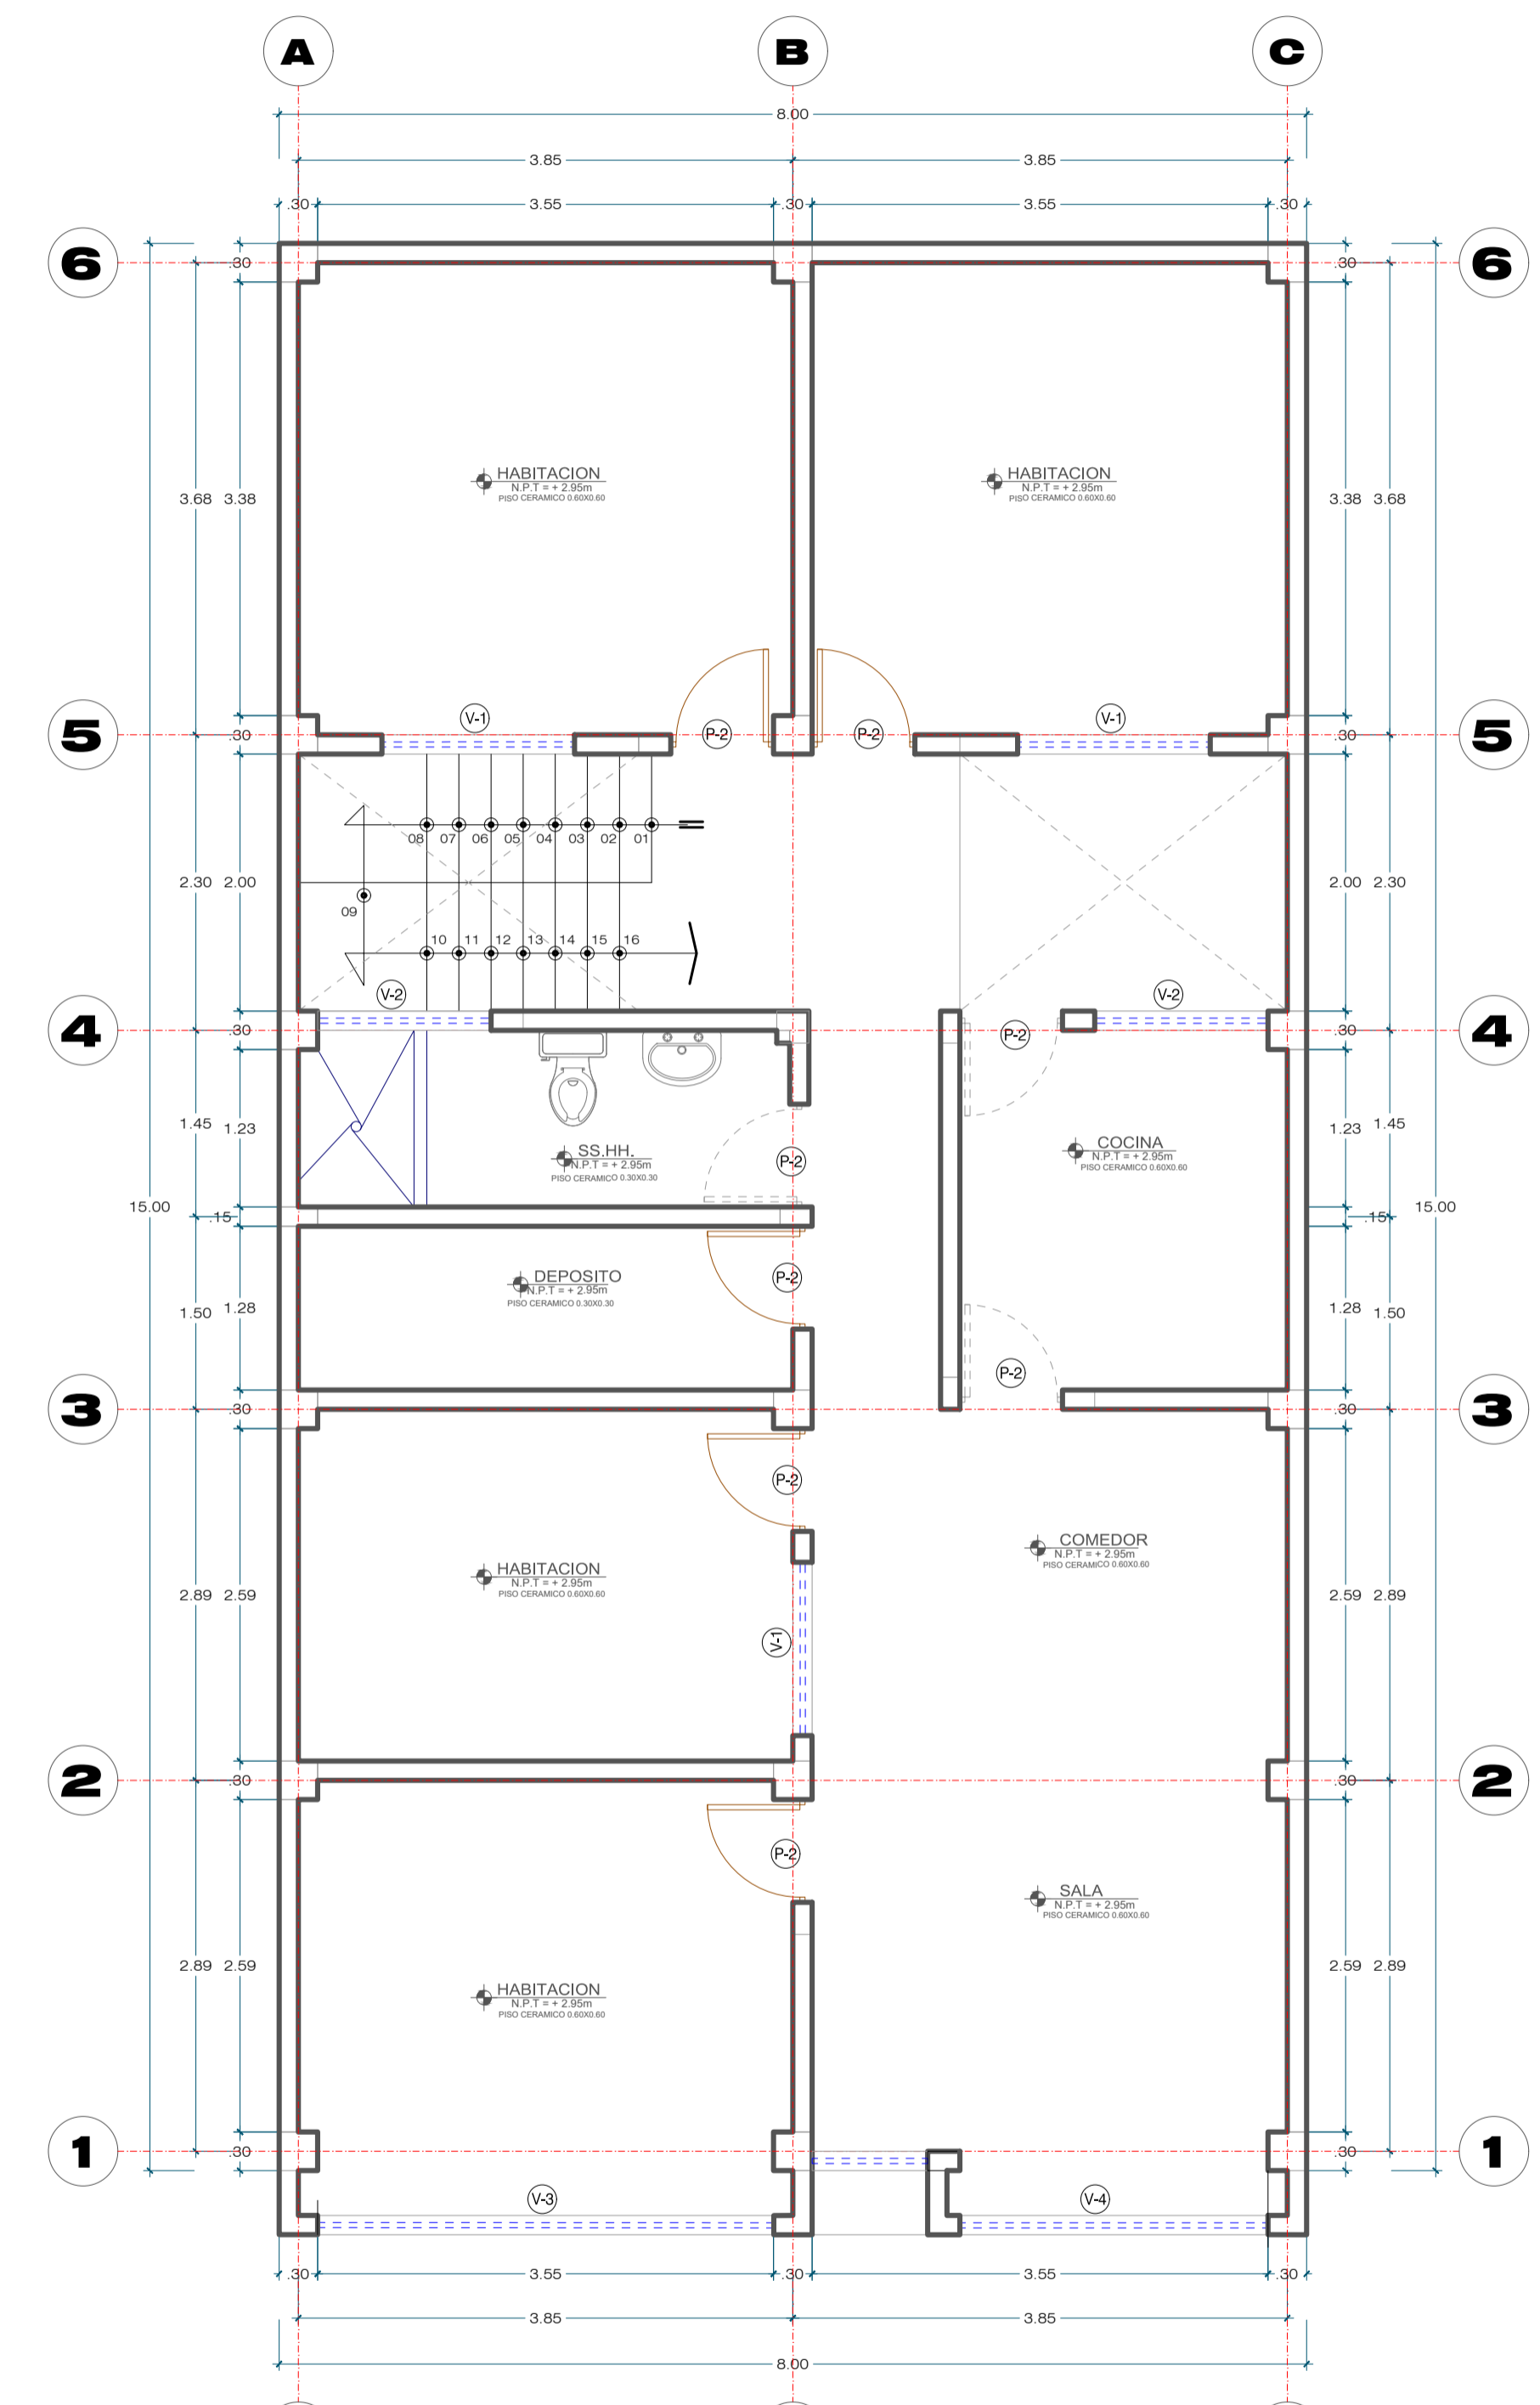 A B C
8.00
3.85 3.85
.30 3.55 .30 3.55 .30
6 .30 .30 6
HABITACION
N.P.T = + 2.95m
PISO CERAMICO 0.60X0.60
HABITACION
N.P.T = + 2.95m
PISO CERAMICO 0.60X0.60
3.68 3.38 3.38 3.68
V-1 V-1
5 .30 P-2 P-2 .30 5
08 07 06 05 04 03 02 01
2.30 2.00 2.00 2.30
09
10 11 12 13 14 15 16
V-2 V-2
4 .30 P-2 .30 4
1.45 1.23 1.23 1.45
COCINA
N.P.T = + 2.95m
PISO CERAMICO 0.60X0.60
SS.HH.
N.P.T = + 2.95m
PISO CERAMICO 0.30X0.30
P-2
15.00 .15 .15 15.00
P-2
DEPOSITO
N.P.T = + 2.95m
PISO CERAMICO 0.30X0.30
1.50 1.28 1.28 1.50
P-2
3 .30 .30 3
P-2
COMEDOR
N.P.T = + 2.95m
PISO CERAMICO 0.60X0.60
HABITACION
N.P.T = + 2.95m
PISO CERAMICO 0.60X0.60
2.89 2.59 2.59 2.89
V-1
2 .30 .30 2
P-2
SALA
N.P.T = + 2.95m
PISO CERAMICO 0.60X0.60
2.89 2.59 2.59 2.89
HABITACION
N.P.T = + 2.95m
PISO CERAMICO 0.60X0.60
1 .30 .30 1
V-3 V-4
.30 3.55 .30 3.55 .30
3.85 3.85
8.00